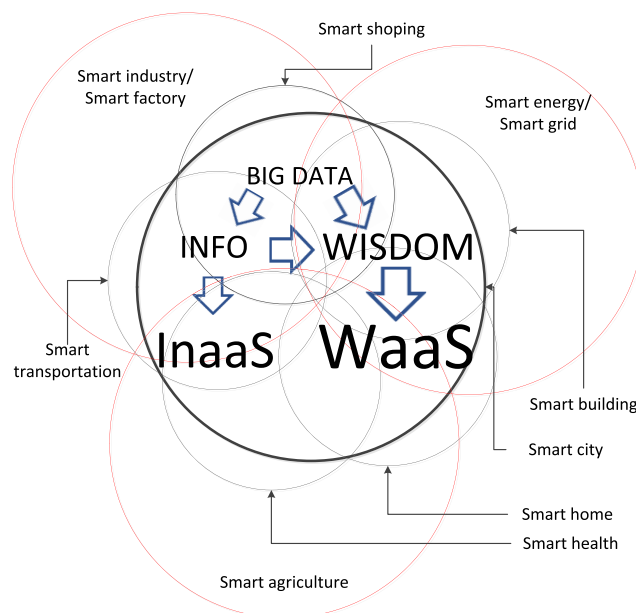 Smart shoping
Smart industry/
Smart factory
Smart energy/
Smart grid
BIG DATA
INFO
WISDOM
InaaS
WaaS
Smart
transportation
Smart building
Smart city
Smart home
Smart health
Smart agriculture